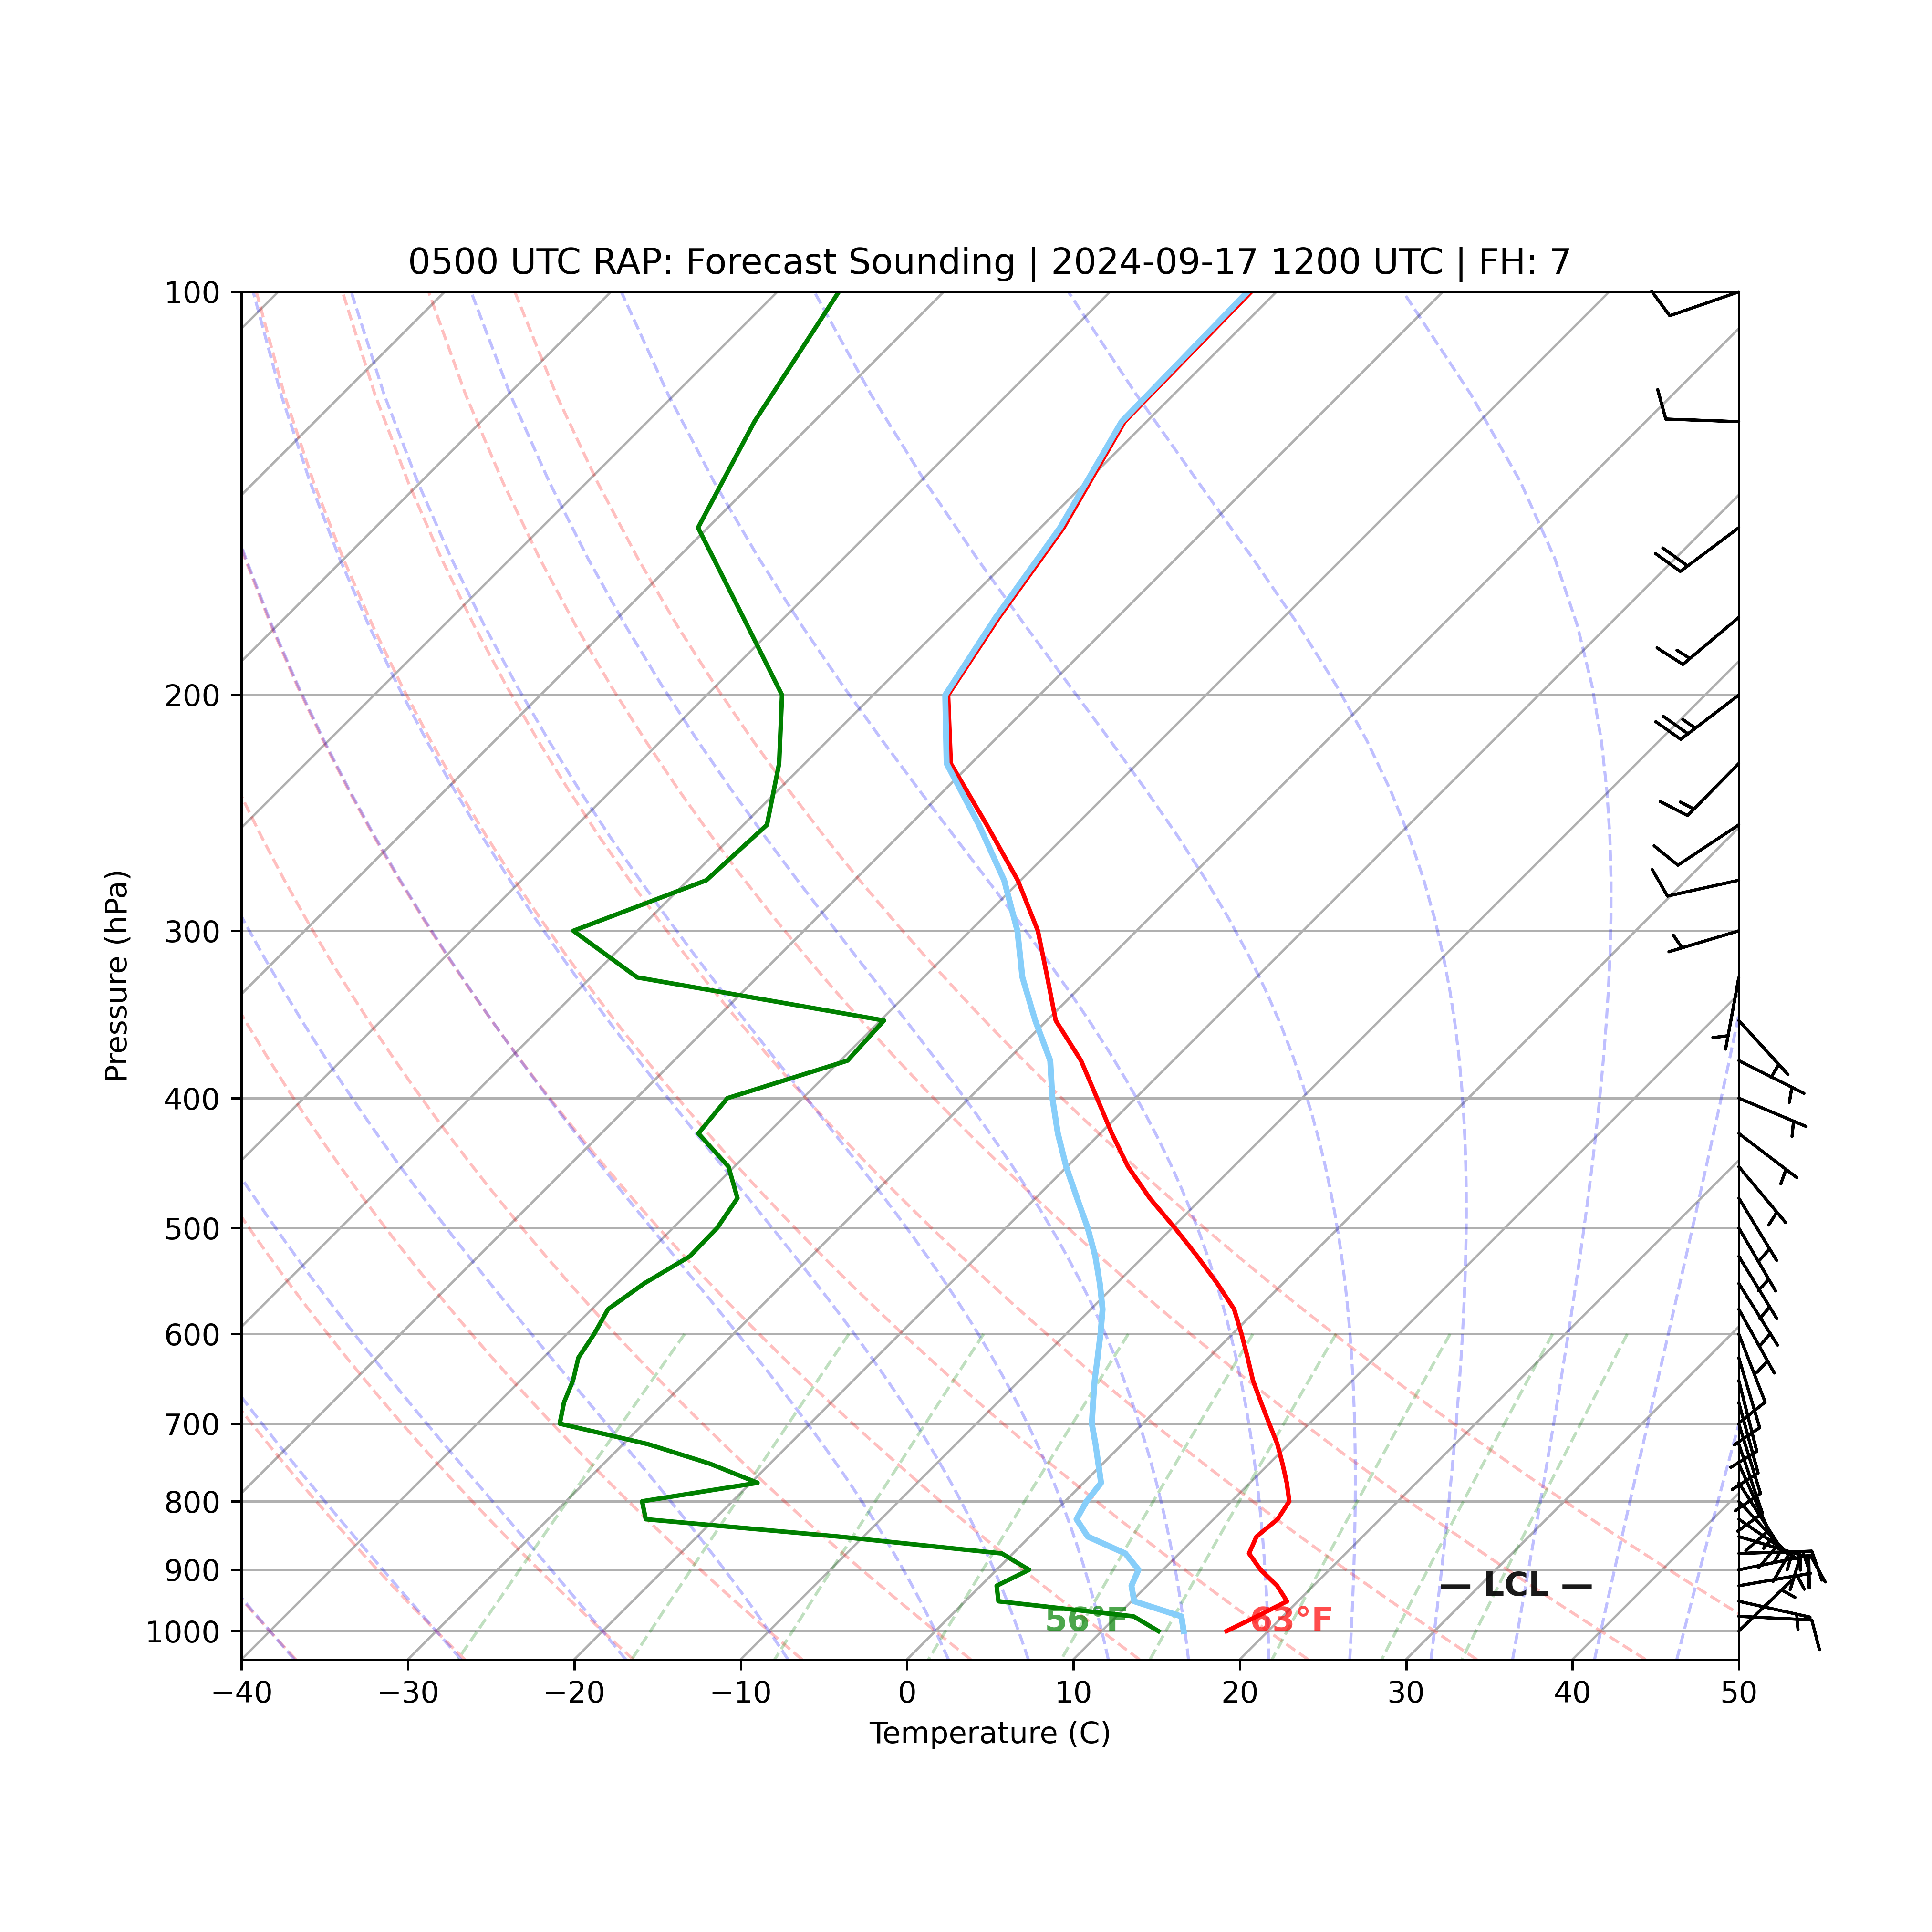 0500 UTC RAP: Forecast Sounding | 2024-09-17 1200 UTC | FH: 7
100
200
300
400
500
600
700
800
900
1000
Pressure (hPa)
— LCL —
56°F 63°F
−40 −30 −20 −10 0 10 20 30 40 50
Temperature (C)